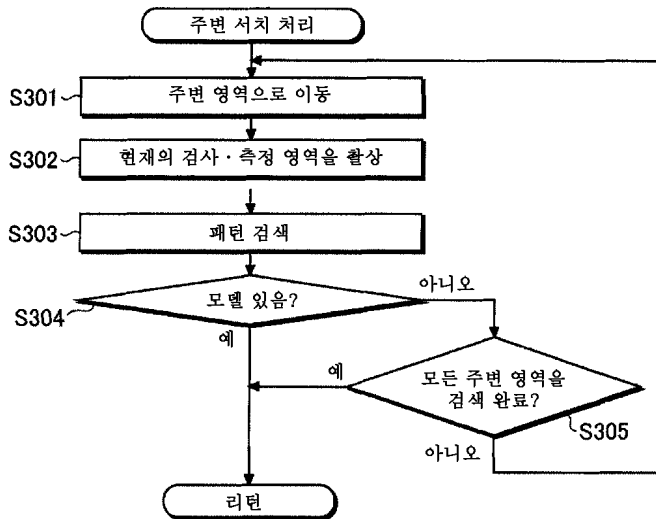 주변 서치 처리
S301
주변 영역으로 이동
S302
현재의 검사·측정 영역을 촬상
S303
패턴 검색
S304
모델 있음?
아니오
예
예
모든 주변 영역을
검색 완료?
S305
아니오
리턴